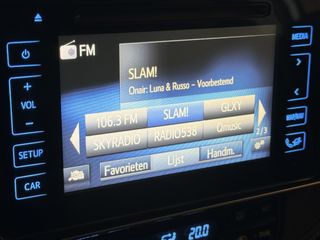 FM
MEDIA
SLAM!
Onair: Luna & Russo - Voorbestemd
+
VOL
-
106.3 FM SLAM! GLXY
SKYRADIO RADIO538 Qmusic
2/3
SETUP
CAR
Favorieten Lijst Handm.
20.0